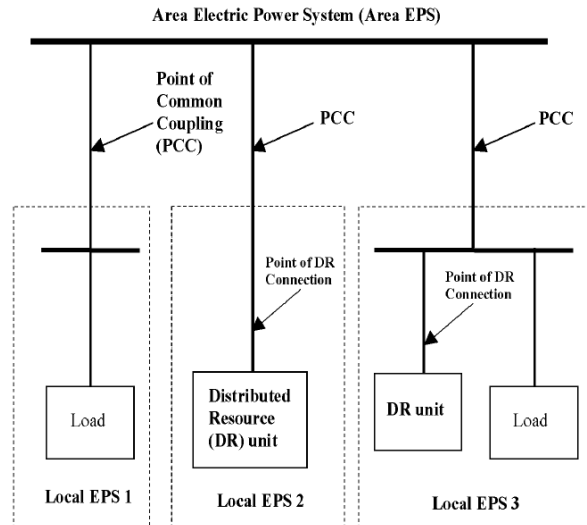 Area Electric Power System (Area EPS)
Point of
Common
Coupling
(PCC)
PCC
PCC
Point of DR
Connection
Point of DR
Connection
Load
Distributed
Resource
(DR) unit
DR unit
Load
Local EPS 1
Local EPS 2
Local EPS 3